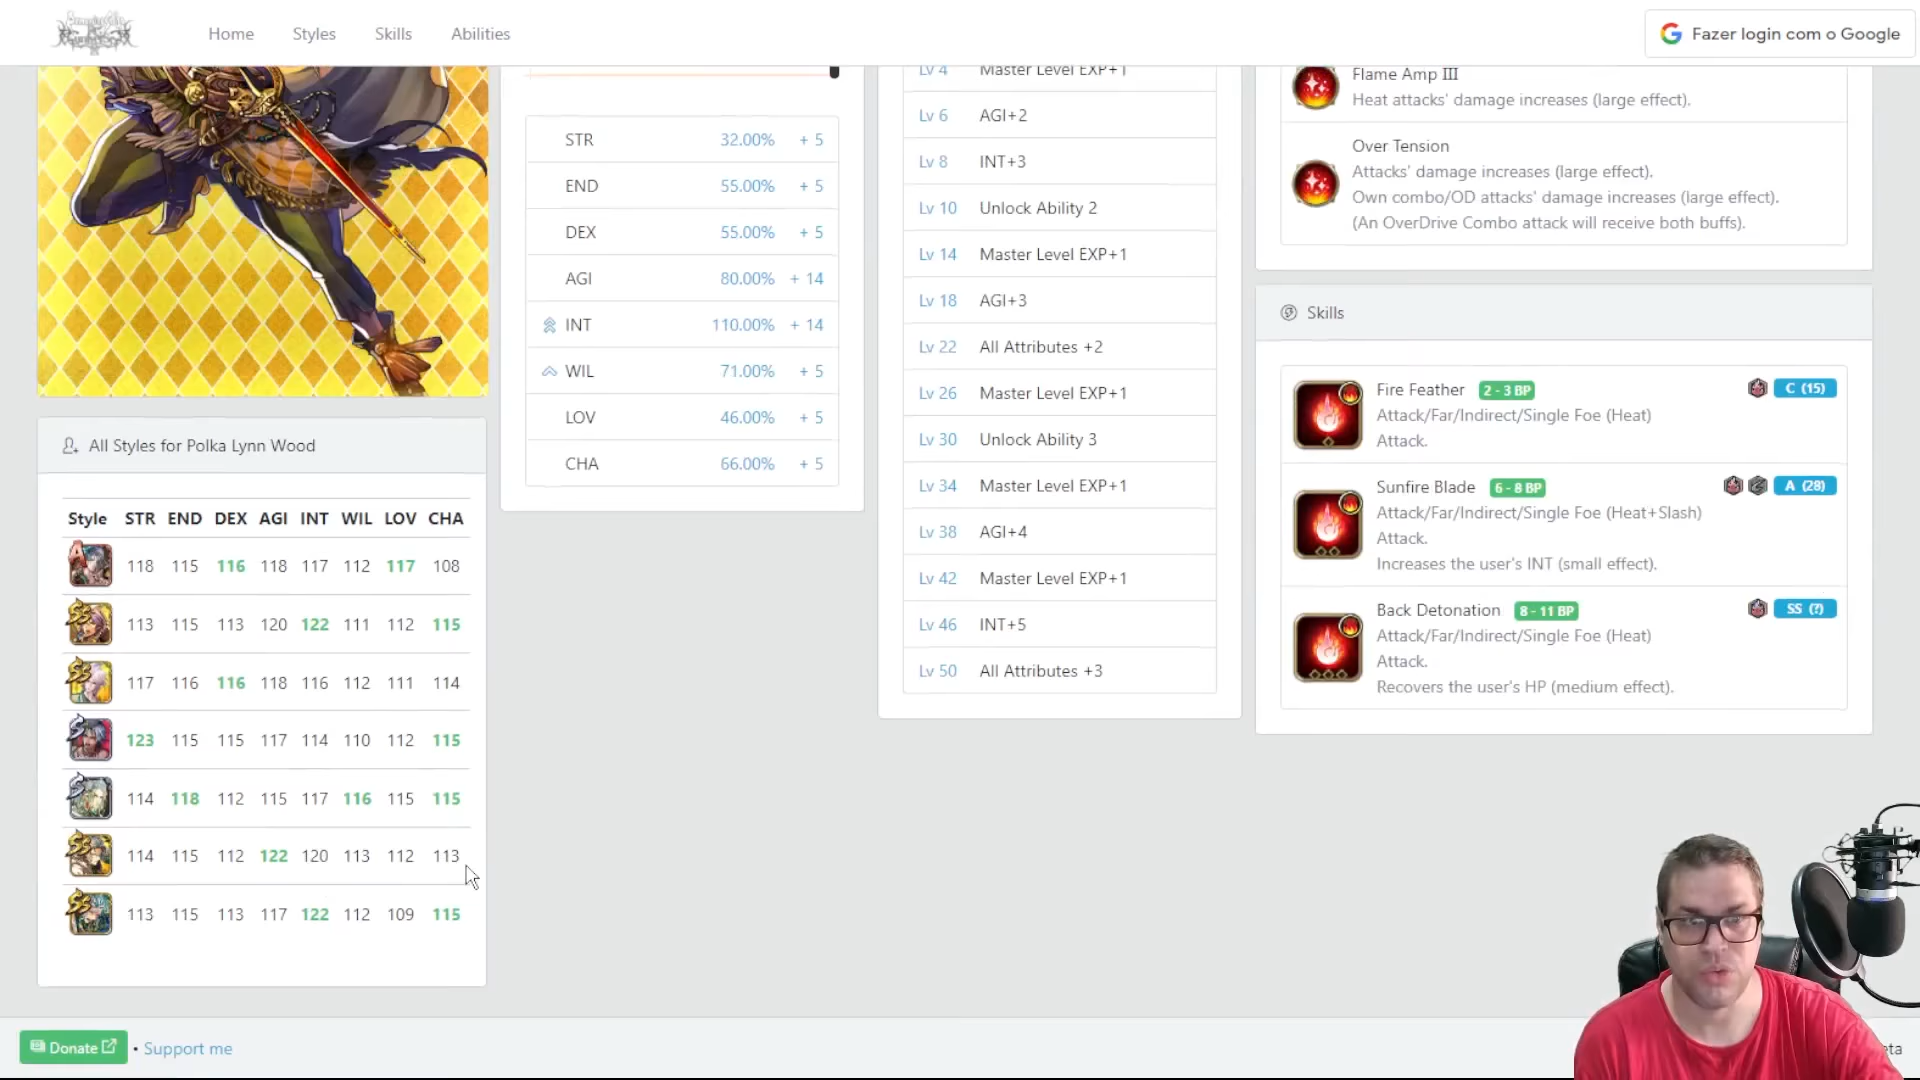 Home
Styles
Skills
Abilities
Fazer login com o Google
STR 32.00% + 5
END 55.00% + 5
DEX 55.00% + 5
AGI 80.00% + 14
INT 110.00% + 14
WIL 71.00% + 5
LOV 46.00% + 5
CHA 66.00% + 5
Lv 4 Master Level EXP+1
Lv 6 AGI+2
Lv 8 INT+3
Lv 10 Unlock Ability 2
Lv 14 Master Level EXP+1
Lv 18 AGI+3
Lv 22 All Attributes +2
Lv 26 Master Level EXP+1
Lv 30 Unlock Ability 3
Lv 34 Master Level EXP+1
Lv 38 AGI+4
Lv 42 Master Level EXP+1
Lv 46 INT+5
Lv 50 All Attributes +3
Flame Amp III
Heat attacks' damage increases (large effect).
Over Tension
Attacks' damage increases (large effect).
Own combo/OD attacks' damage increases (large effect).
(An OverDrive Combo attack will receive both buffs).
Skills
Fire Feather 2 - 3 BP C (15)
Attack/Far/Indirect/Single Foe (Heat)
Attack.
Sunfire Blade 6 - 8 BP A (28)
Attack/Far/Indirect/Single Foe (Heat+Slash)
Attack.
Increases the user's INT (small effect).
Back Detonation 8 - 11 BP SS (?)
Attack/Far/Indirect/Single Foe (Heat)
Attack.
Recovers the user's HP (medium effect).
All Styles for Polka Lynn Wood
Style STR END DEX AGI INT WIL LOV CHA
A 118 115 116 118 117 112 117 108
SS 113 115 113 120 122 111 112 115
SS 117 116 116 118 116 112 111 114
S 123 115 115 117 114 110 112 115
S 114 118 112 115 117 116 115 115
SS 114 115 112 122 120 113 112 113
SS 113 115 113 117 122 112 109 115
Donate • Support me
eta